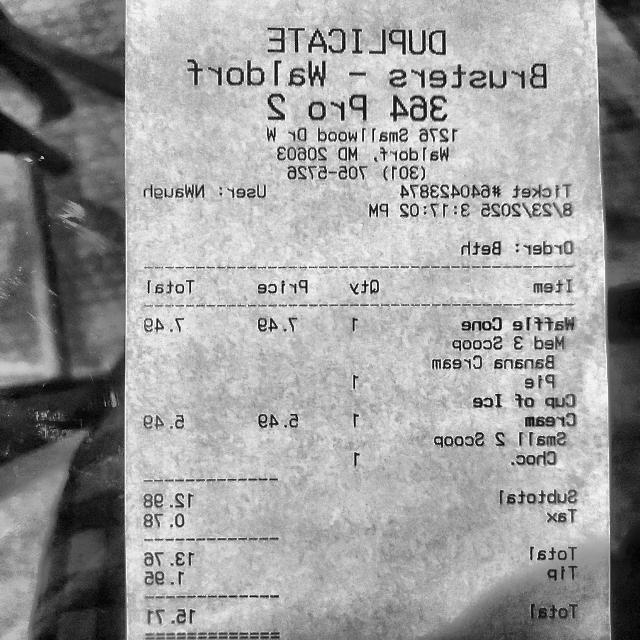 DUPLICATE
Brusters - Waldorf
364 Pro 2
1276 Smallwood Dr W
Waldorf, MD 20603
(301) 705-5726
Ticket #640423874 User: NWaugh
8/23/2025 3:17:02 PM
Order: Beth
Item Qty Price Total
Waffle Cone 1 7.49 7.49
Med 3 Scoop
Banana Cream
Pie 1
Cup of Ice
Cream 1 5.49 5.49
Small 2 Scoop
Choc. 1
Subtotal 12.98
Tax 0.78
Total 13.76
Tip 1.95
Total 15.71